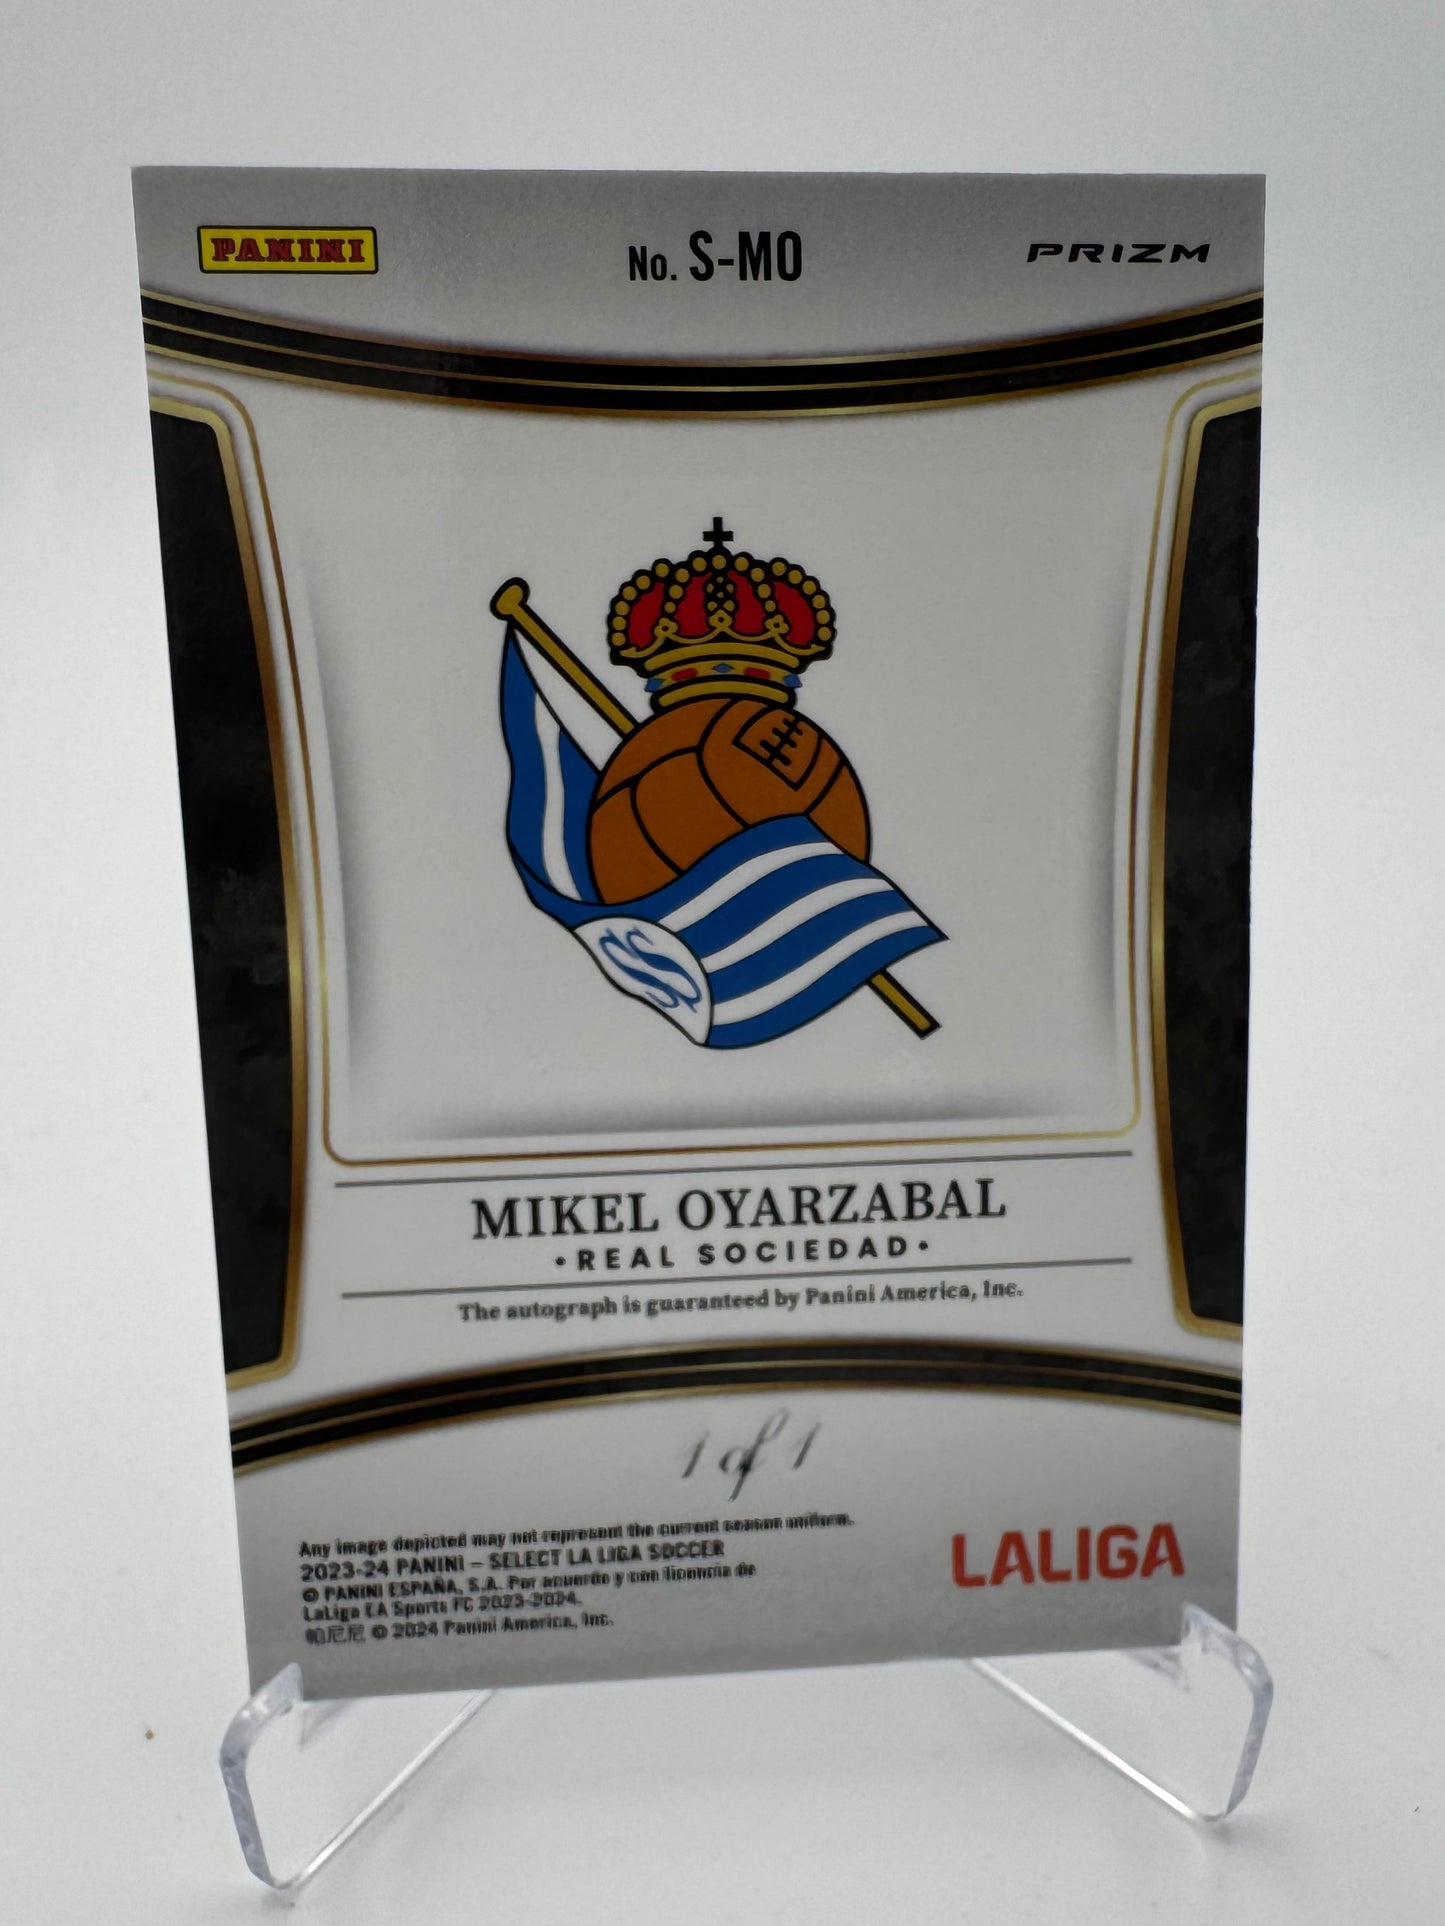 PANINI
No. S-MO
PRIZM
MIKEL OYARZABAL
•REAL SOCIEDAD•
The autograph is guaranteed by Panini America, Inc.
1 of 1
Any image depicted may not represent the current season uniform.
2023-24 PANINI – SELECT LA LIGA SOCCER
© PANINI ESPAÑA, S.A. Por acuerdo y con licencia de
LaLiga EA Sports FC 2023-2024.
帕尼尼 © 2024 Panini America, Inc.
LALIGA